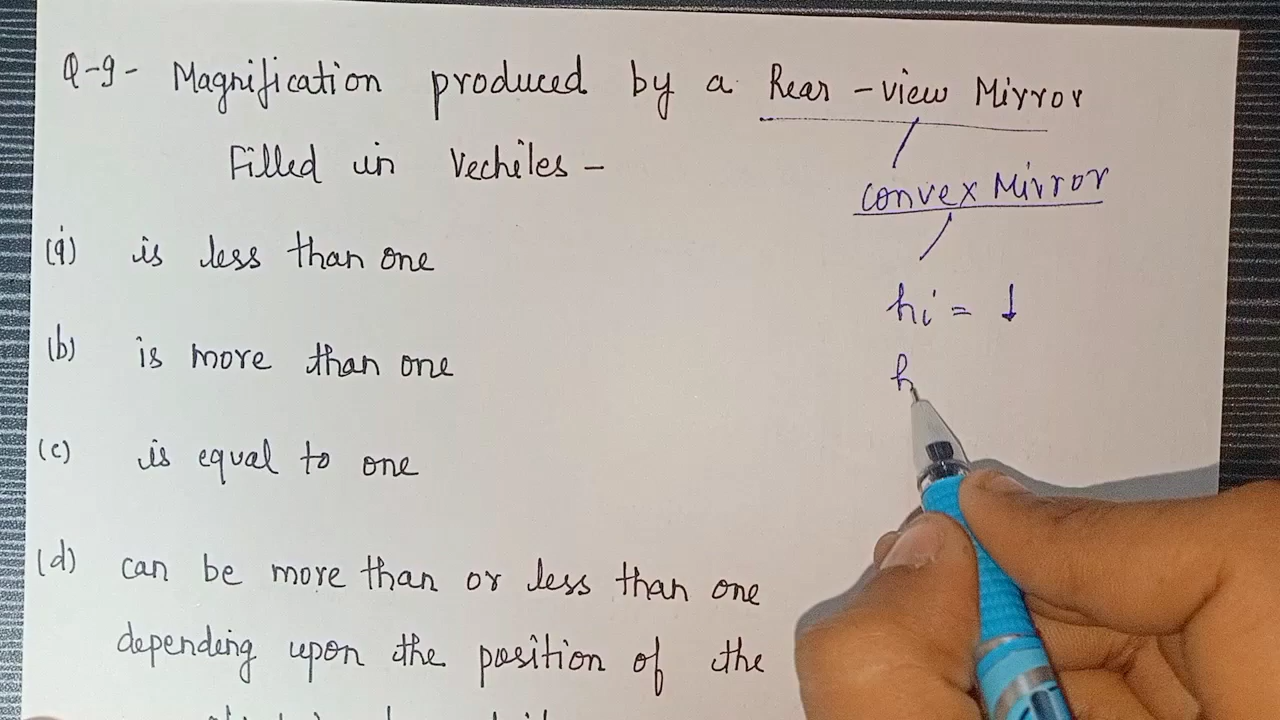 Q-9- Magnification produced by a Rear -view Mirror
Filled in Vechiles -
convex Mirror
(a) is less than one
hi = ↓
(b) is more than one
h
(c) is equal to one
(d) can be more than or less than one
depending upon the position of the